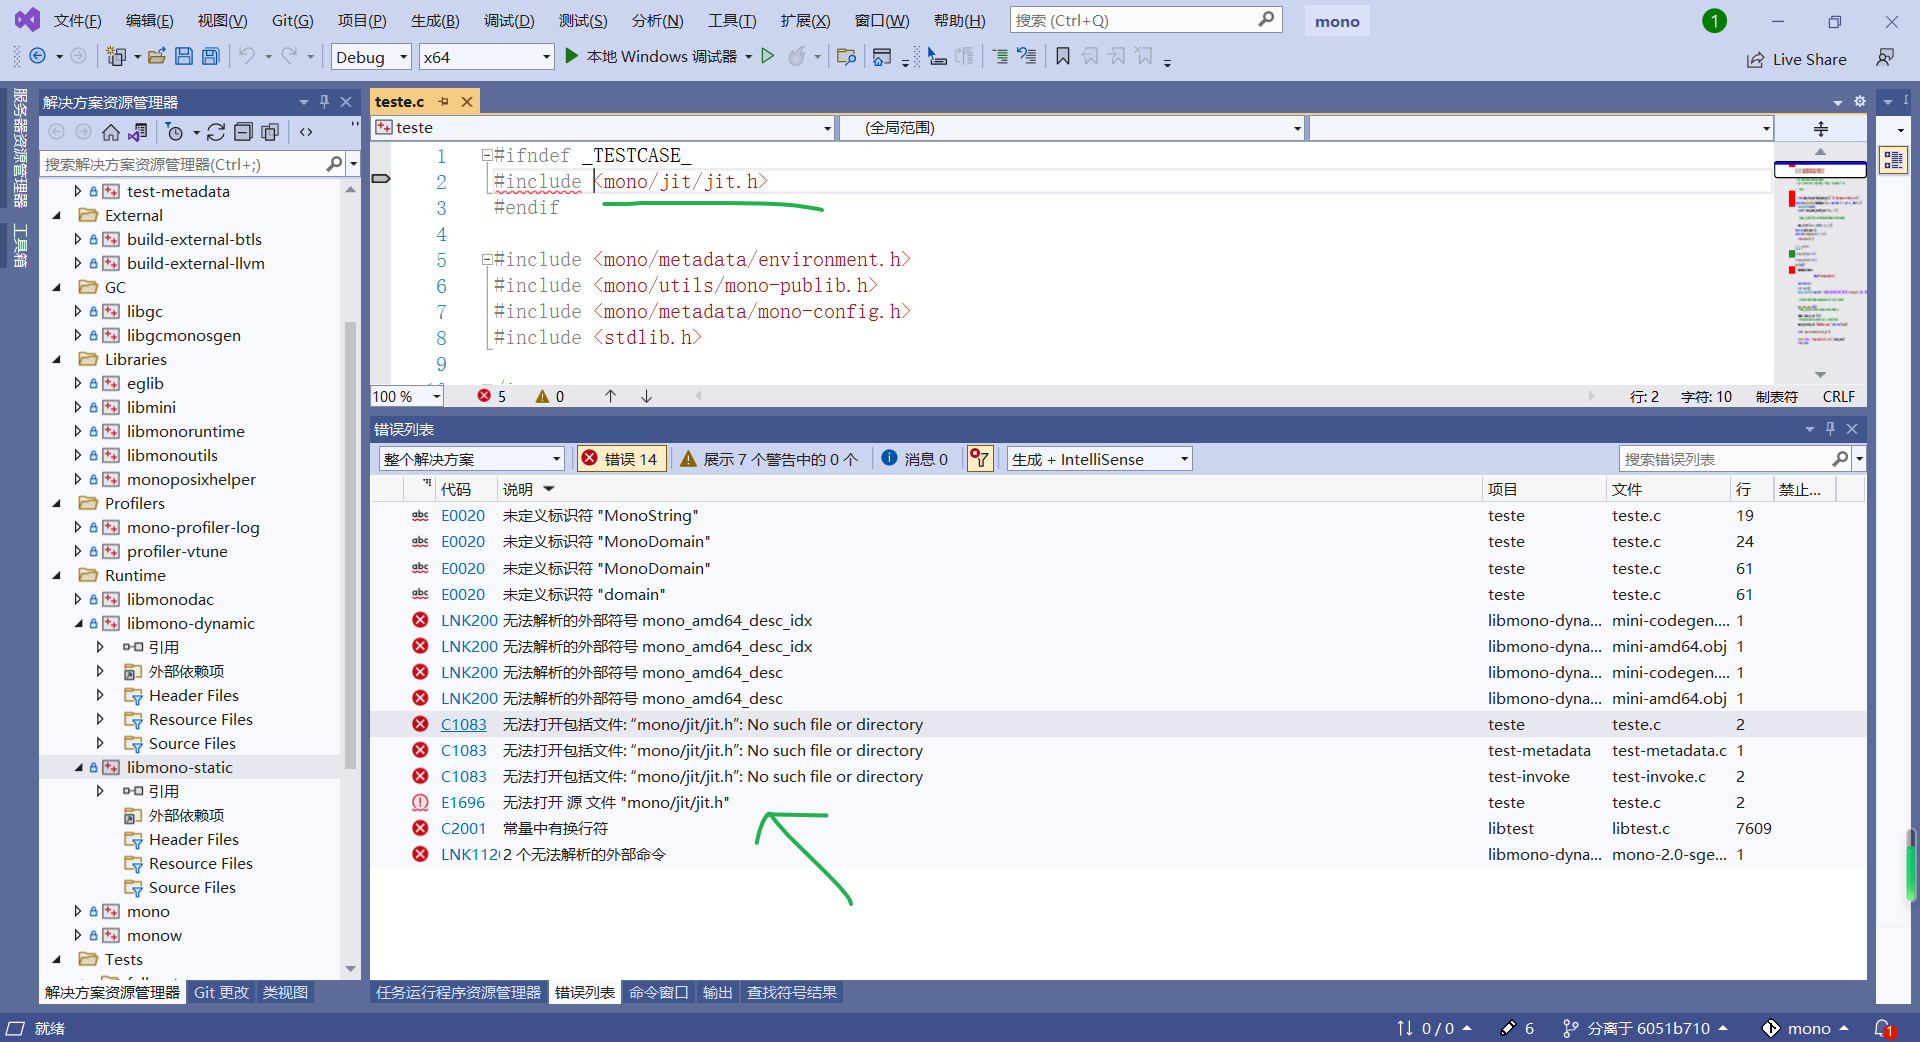 文件(F) 编辑(E) 视图(V) Git(G) 项目(P) 生成(B) 调试(D) 测试(S) 分析(N) 工具(T) 扩展(X) 窗口(W) 帮助(H) 搜索 (Ctrl+Q) mono 1
Debug x64 本地 Windows 调试器 Live Share
服务器资源管理器
工具箱
解决方案资源管理器
搜索解决方案资源管理器(Ctrl+;)
test-metadata
External
build-external-btls
build-external-llvm
GC
libgc
libgcmonosgen
Libraries
eglib
libmini
libmonoruntime
libmonoutils
monoposixhelper
Profilers
mono-profiler-log
profiler-vtune
Runtime
libmonodac
libmono-dynamic
引用
外部依赖项
Header Files
Resource Files
Source Files
libmono-static
引用
外部依赖项
Header Files
Resource Files
Source Files
mono
monow
Tests
解决方案资源管理器 Git 更改 类视图
teste.c
teste (全局范围)
1 #ifndef _TESTCASE_
2 #include <mono/jit/jit.h>
3 #endif
4
5 #include <mono/metadata/environment.h>
6 #include <mono/utils/mono-publib.h>
7 #include <mono/metadata/mono-config.h>
8 #include <stdlib.h>
9
100 % 5 0 行: 2 字符: 10 制表符 CRLF
错误列表
整个解决方案 错误 14 展示 7 个警告中的 0 个 消息 0 生成 + IntelliSense 搜索错误列表
代码 说明 项目 文件 行 禁止...
abc E0020 未定义标识符 "MonoString" teste teste.c 19
abc E0020 未定义标识符 "MonoDomain" teste teste.c 24
abc E0020 未定义标识符 "MonoDomain" teste teste.c 61
abc E0020 未定义标识符 "domain" teste teste.c 61
LNK200 无法解析的外部符号 mono_amd64_desc_idx libmono-dyna... mini-codegen.... 1
LNK200 无法解析的外部符号 mono_amd64_desc_idx libmono-dyna... mini-amd64.obj 1
LNK200 无法解析的外部符号 mono_amd64_desc libmono-dyna... mini-codegen.... 1
LNK200 无法解析的外部符号 mono_amd64_desc libmono-dyna... mini-amd64.obj 1
C1083 无法打开包括文件: “mono/jit/jit.h”: No such file or directory teste teste.c 2
C1083 无法打开包括文件: “mono/jit/jit.h”: No such file or directory test-metadata test-metadata.c 1
C1083 无法打开包括文件: “mono/jit/jit.h”: No such file or directory test-invoke test-invoke.c 2
E1696 无法打开 源 文件 "mono/jit/jit.h" teste teste.c 2
C2001 常量中有换行符 libtest libtest.c 7609
LNK112 2 个无法解析的外部命令 libmono-dyna... mono-2.0-sge... 1
任务运行程序资源管理器 错误列表 命令窗口 输出 查找符号结果
就绪 0 / 0 6 分离于 6051b710 mono 1